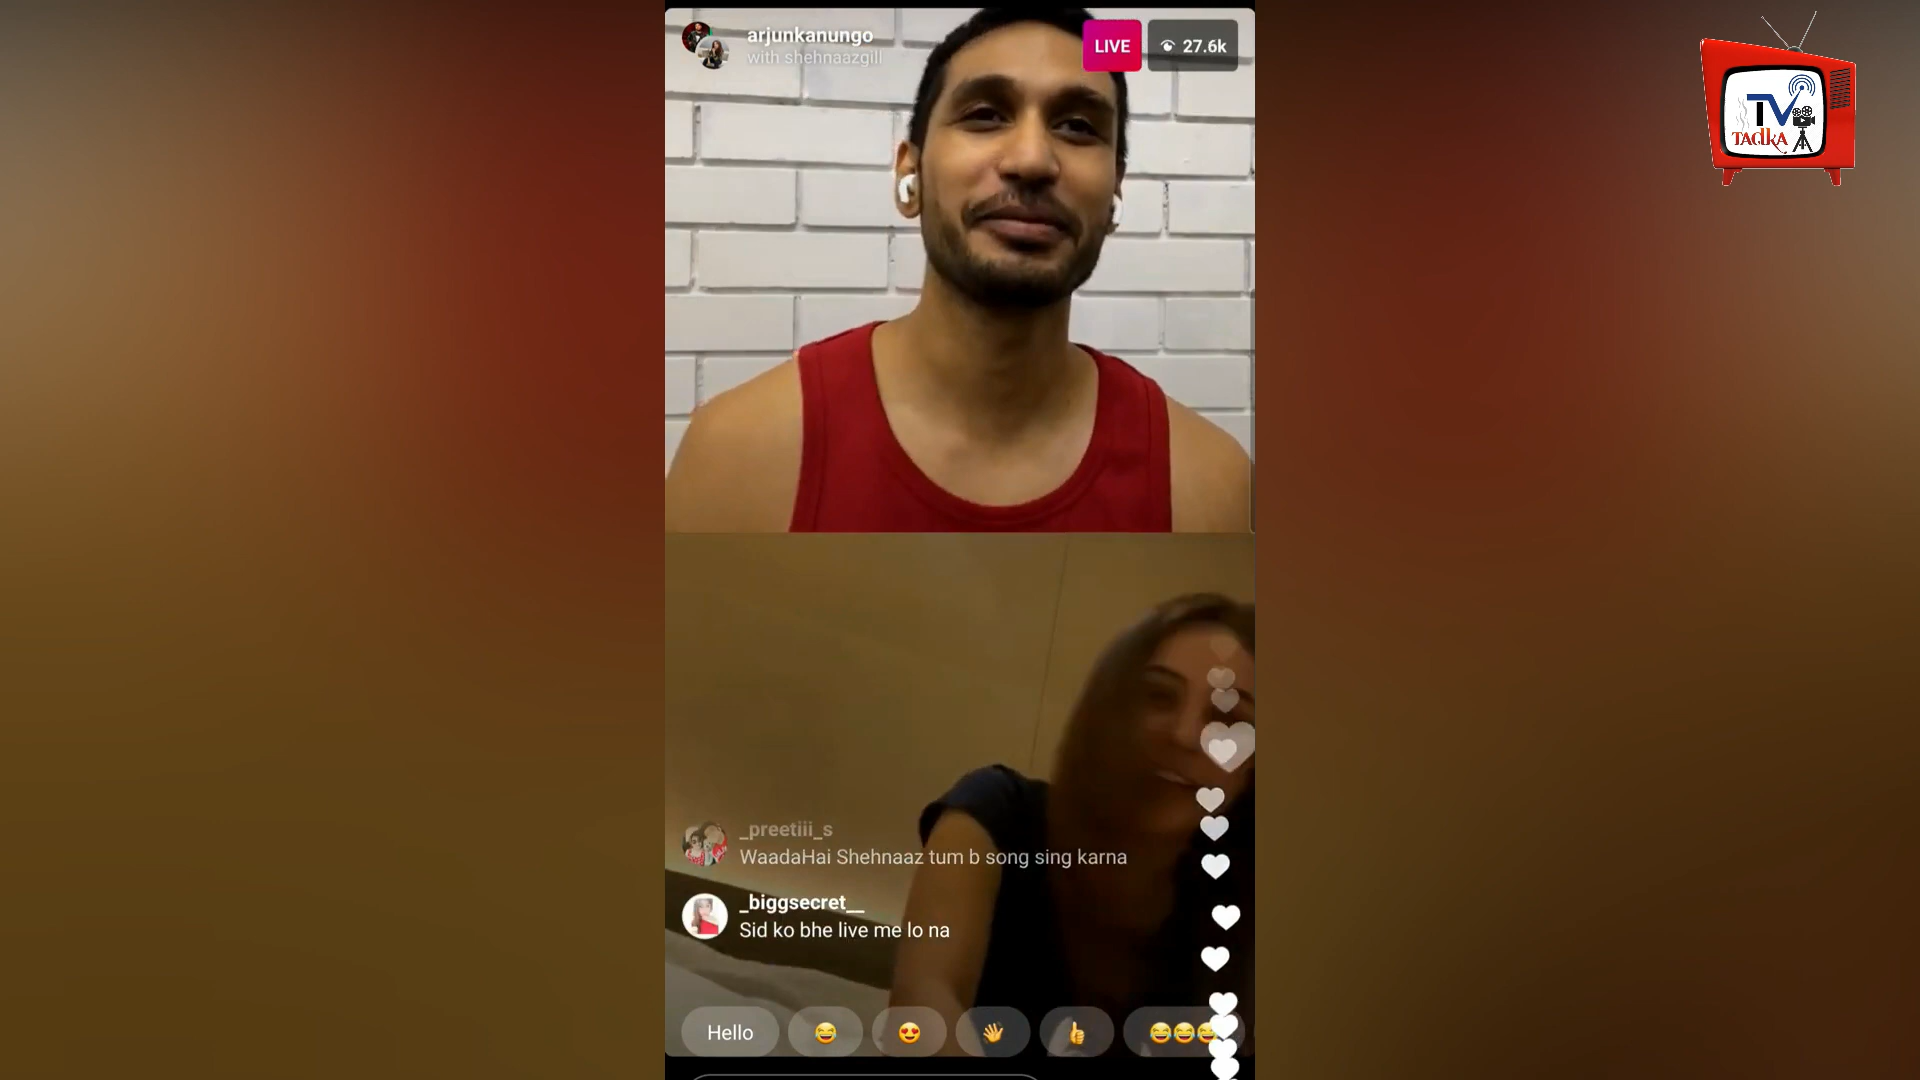 arjunkanungo
with shehnaazgill
LIVE
27.6k
TV
TAdkA
_preetiii_s
WaadaHai Shehnaaz tum b song sing karna
_biggsecret__
Sid ko bhe live me lo na
Hello